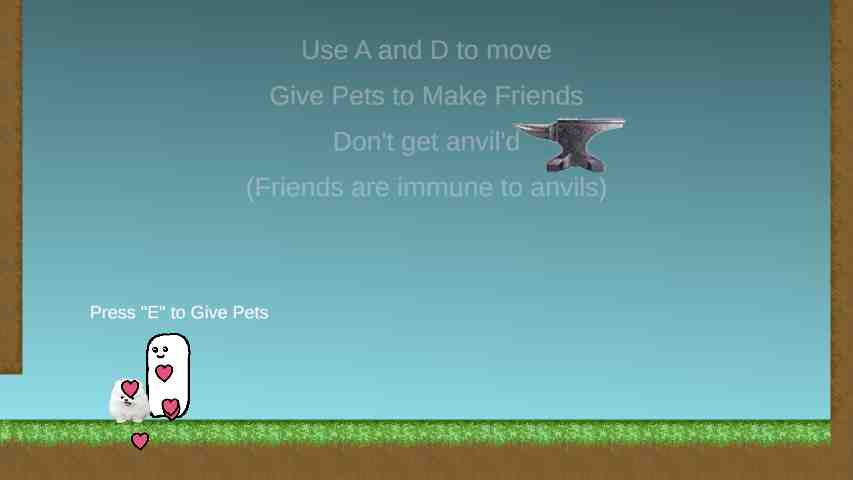 Use A and D to move
Give Pets to Make Friends
Don't get anvil'd
(Friends are immune to anvils)
Press "E" to Give Pets